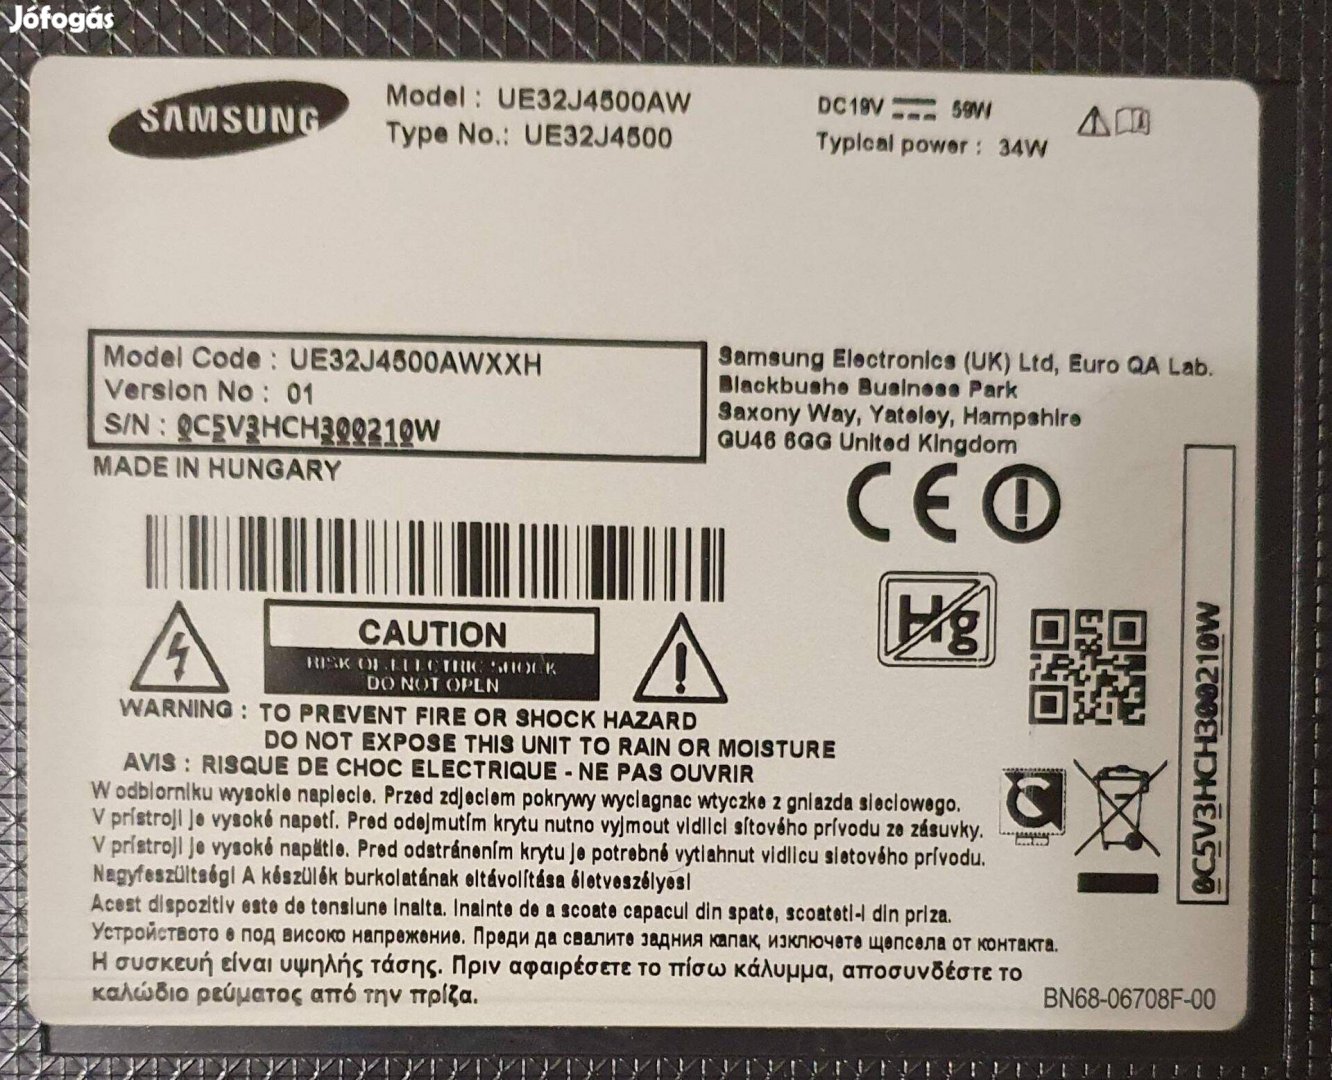 Jófogás
SAMSUNG
Model : UE32J4500AW
Type No.: UE32J4500
DC19V 59W
Typical power : 34W
Model Code : UE32J4500AWXXH
Version No : 01
S/N : 0C5V3HCH300210W
MADE IN HUNGARY
Samsung Electronics (UK) Ltd, Euro QA Lab.
Blackbushe Business Park
Saxony Way, Yateley, Hampshire
GU46 6GG United Kingdom
CE
Hg
CAUTION
RISK OF ELECTRIC SHOCK
DO NOT OPEN
WARNING : TO PREVENT FIRE OR SHOCK HAZARD
DO NOT EXPOSE THIS UNIT TO RAIN OR MOISTURE
AVIS : RISQUE DE CHOC ELECTRIQUE - NE PAS OUVRIR
W odbiorniku wysokie napiecie. Przed zdjeciem pokrywy wyciagnac wtyczke z gniazda sieciowego.
V prístroji je vysoké napetí. Pred odejmutím krytu nutno vyjmout vidlici sítového prívodu ze zásuvky.
V prístroji je vysoké napätie. Pred odstránením krytu je potrebné vytiahnut vidlicu sietového prívodu.
Nagyfeszültség! A készülék burkolatának eltávolítása életveszélyes!
Acest dispozitiv este de tensiune inalta. Inainte de a scoate capacul din spate, scoateti-l din priza.
Устройството е под високо напрежение. Преди да свалите задния капак, изключете щепсела от контакта.
Η συσκευή είναι υψηλής τάσης. Πριν αφαιρέσετε το πίσω κάλυμμα, αποσυνδέστε το
καλώδιο ρεύματος από την πρίζα.
BN68-06708F-00
0C5V3HCH300210W